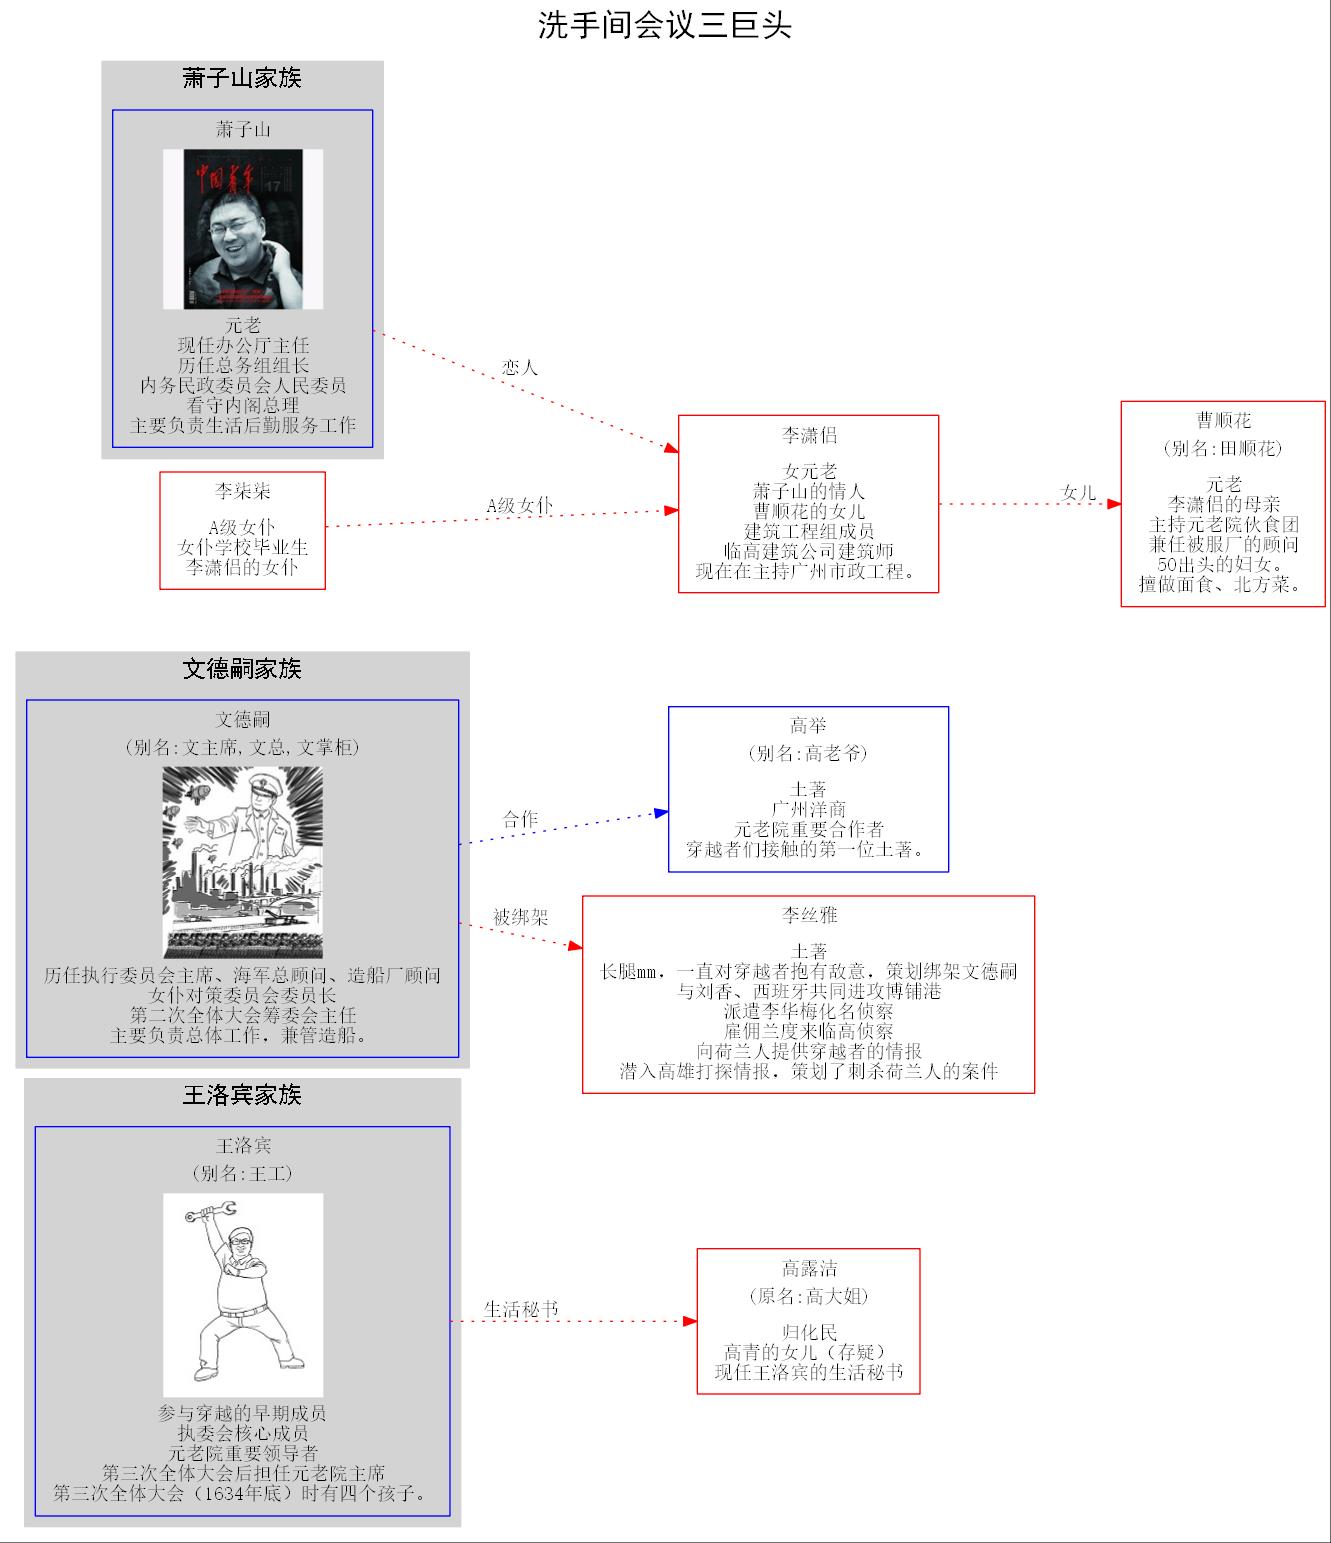 洗手间会议三巨头
萧子山家族
萧子山
中国青年
17
元老
现任办公厅主任
历任总务组组长
内务民政委员会人民委员
看守内阁总理
主要负责生活后勤服务工作
恋人
李柒柒
A级女仆
女仆学校毕业生
李潇侣的女仆
A级女仆
李潇侣
女元老
萧子山的情人
曹顺花的女儿
建筑工程组成员
临高建筑公司建筑师
现在在主持广州市政工程。
女儿
曹顺花
(别名:田顺花)
元老
李潇侣的母亲
主持元老院伙食团
兼任被服厂的顾问
50出头的妇女。
擅做面食、北方菜。
文德嗣家族
文德嗣
(别名:文主席,文总,文掌柜)
历任执行委员会主席、海军总顾问、造船厂顾问
女仆对策委员会委员长
第二次全体大会筹委会主任
主要负责总体工作，兼管造船。
合作
高举
(别名:高老爷)
土著
广州洋商
元老院重要合作者
穿越者们接触的第一位土著。
被绑架
李丝雅
土著
长腿mm，一直对穿越者抱有敌意，策划绑架文德嗣
与刘香、西班牙共同进攻博铺港
派遣李华梅化名侦察
雇佣兰度来临高侦察
向荷兰人提供穿越者的情报
潜入高雄打探情报，策划了刺杀荷兰人的案件
王洛宾家族
王洛宾
(别名:王工)
参与穿越的早期成员
执委会核心成员
元老院重要领导者
第三次全体大会后担任元老院主席
第三次全体大会（1634年底）时有四个孩子。
生活秘书
高露洁
(原名:高大姐)
归化民
高青的女儿（存疑）
现任王洛宾的生活秘书